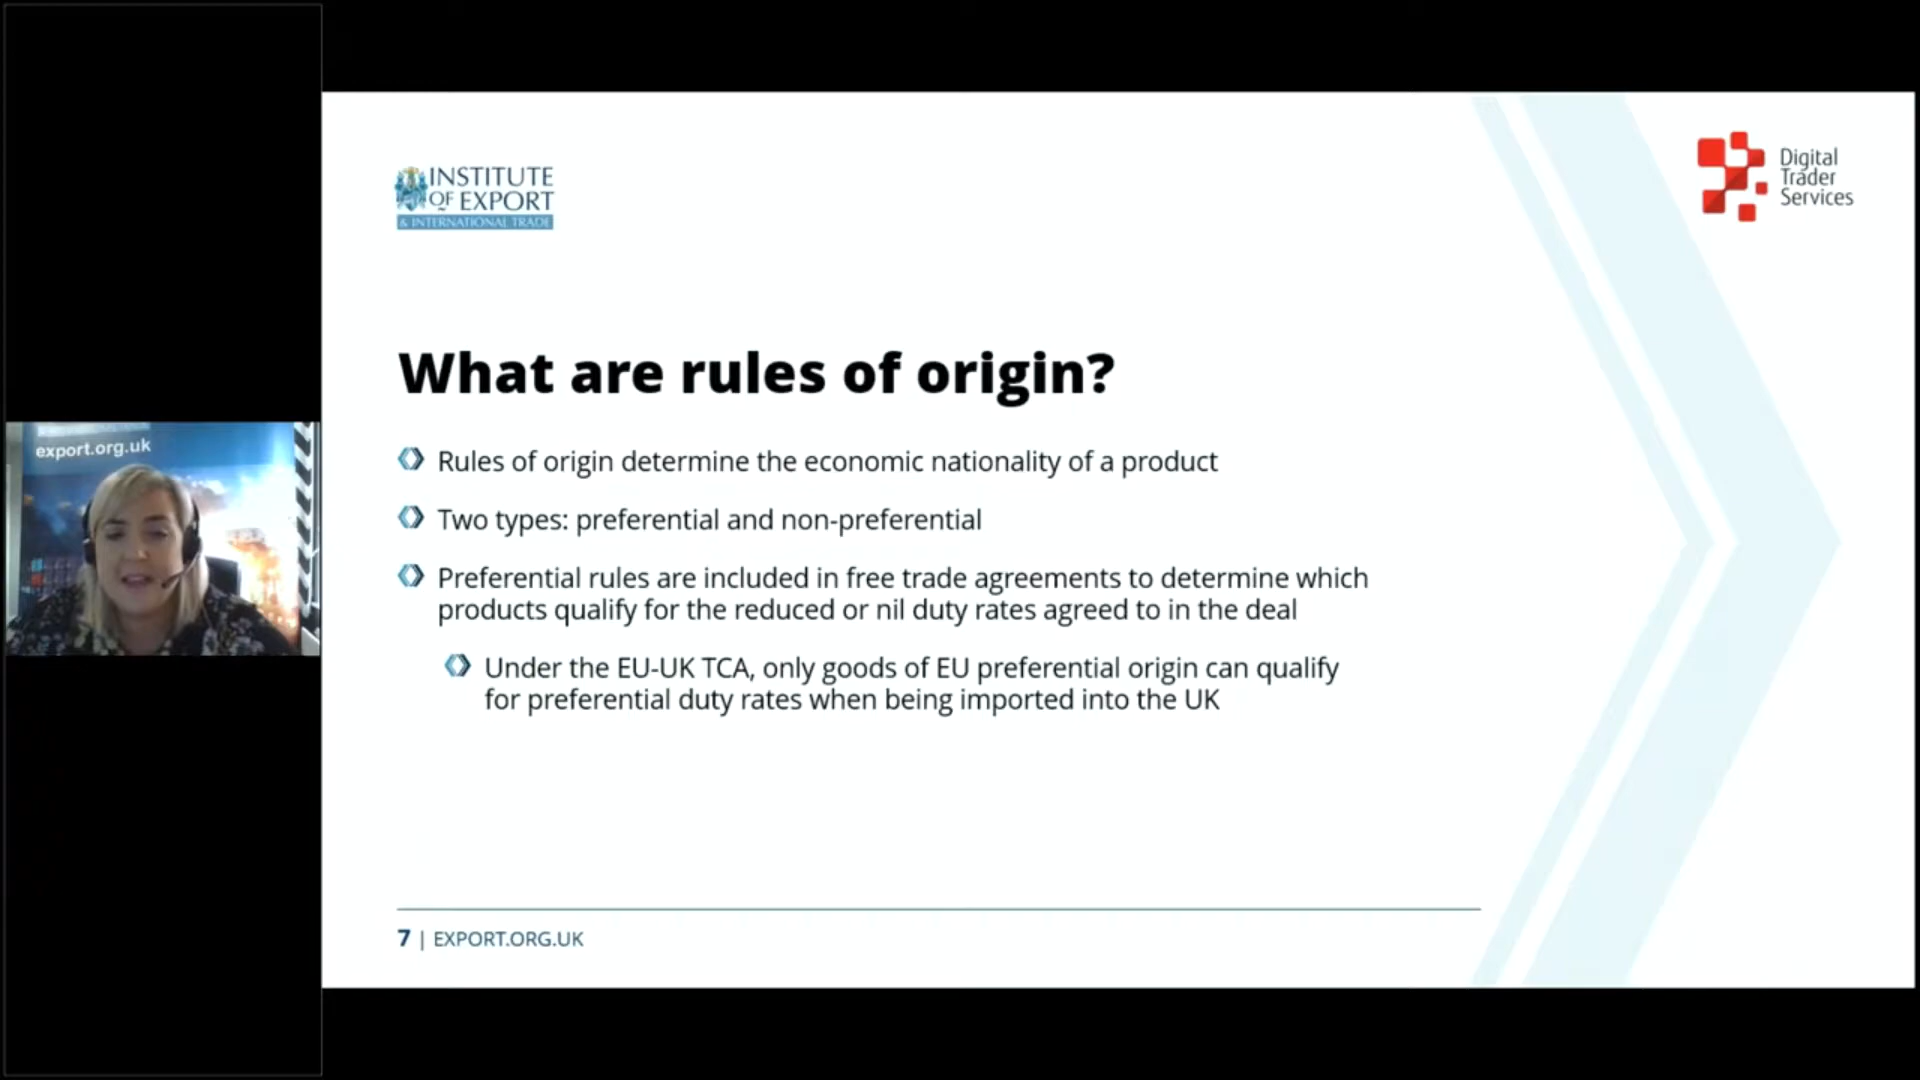 INSTITUTE
OF EXPORT
& INTERNATIONAL TRADE
Digital
Trader
Services
What are rules of origin?
Rules of origin determine the economic nationality of a product
Two types: preferential and non-preferential
Preferential rules are included in free trade agreements to determine which
products qualify for the reduced or nil duty rates agreed to in the deal
Under the EU-UK TCA, only goods of EU preferential origin can qualify
for preferential duty rates when being imported into the UK
export.org.uk
7 | EXPORT.ORG.UK